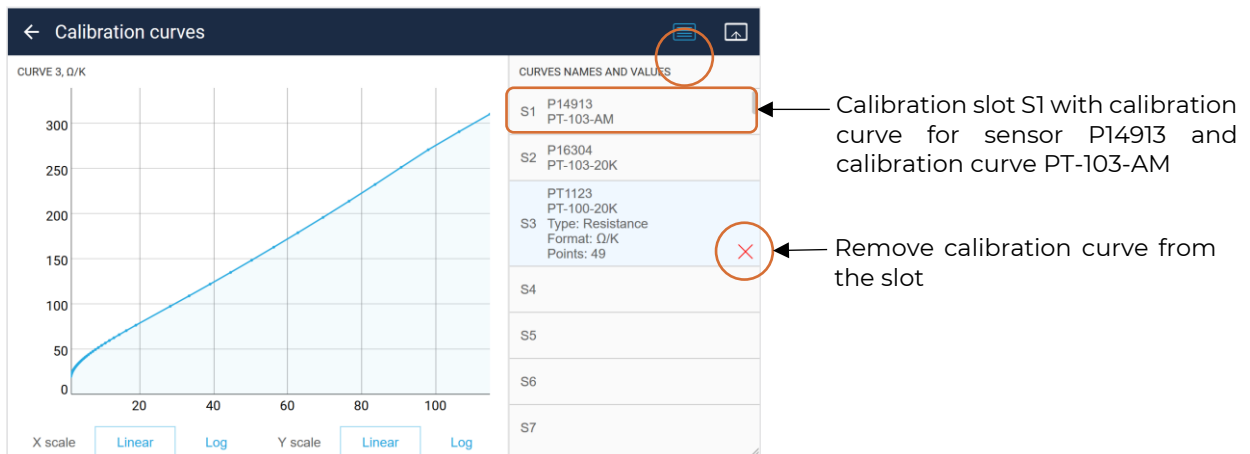 Calibration curves
CURVE 3, Ω/K
300
250
200
150
100
50
0
20 40 60 80 100
X scale Linear Log Y scale Linear Log
CURVES NAMES AND VALUES
S1 P14913
PT-103-AM
S2 P16304
PT-103-20K
PT1123
PT-100-20K
S3 Type: Resistance
Format: Ω/K
Points: 49
S4
S5
S6
S7
Calibration slot S1 with calibration
curve for sensor P14913 and
calibration curve PT-103-AM
Remove calibration curve from
the slot